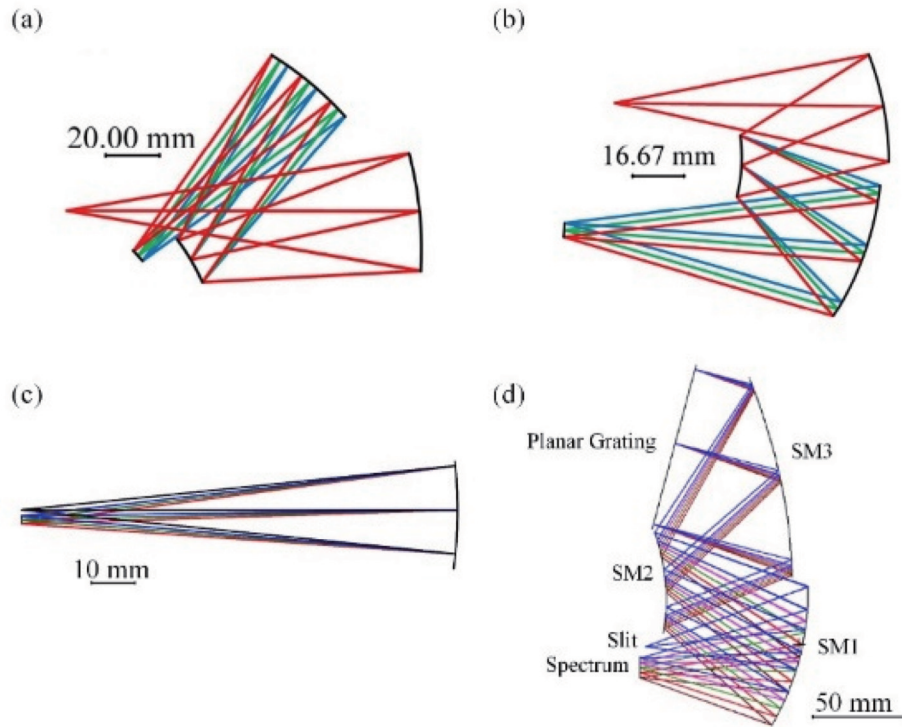 (a)
(b)
20.00 mm
16.67 mm
(c)
(d)
Planar Grating
SM3
10 mm
SM2
Slit
SM1
Spectrum
50 mm